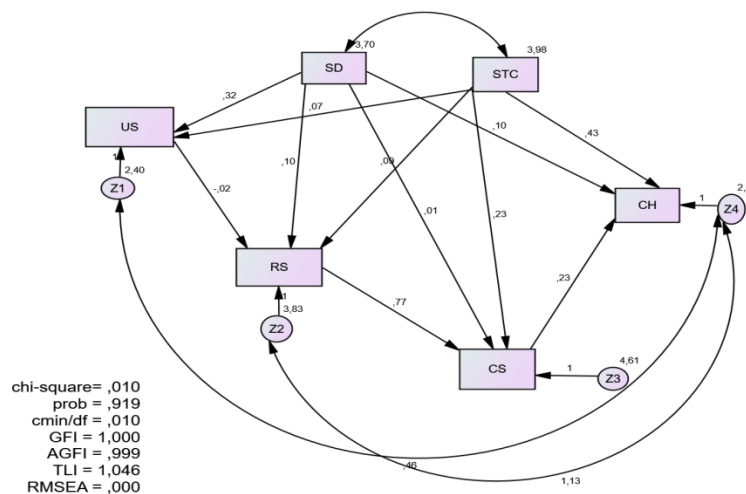 3,70
SD
3,98
STC
,32
,07
US
,10
,43
1
2,40
Z1
-,02
,10
,09
,01
,23
CH
1
2,
Z4
RS
1
3,83
Z2
,77
,23
CS
1
4,61
Z3
chi-square= ,010
prob = ,919
cmin/df = ,010
GFI = 1,000
AGFI = ,999
TLI = 1,046
RMSEA = ,000
,46
1,13